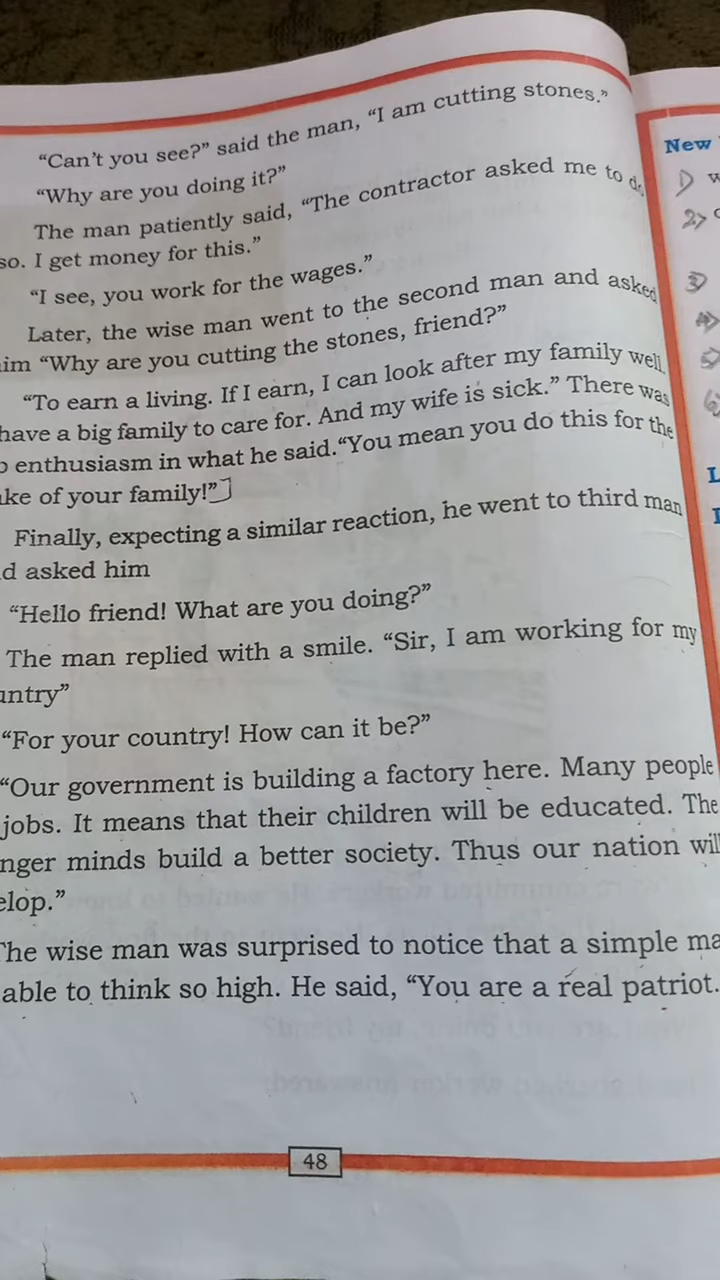 “Can’t you see?” said the man, “I am cutting stones.”
“Why are you doing it?”
The man patiently said, “The contractor asked me to
so. I get money for this.”
“I see, you work for the wages.”
Later, the wise man went to the second man and asked
“Why are you cutting the stones, friend?”
“To earn a living. If I earn, I can look after my family well
have a big family to care for. And my wife is sick.” There was
enthusiasm in what he said.“You mean you do this for the
of your family!”
Finally, expecting a similar reaction, he went to third man
asked him
“Hello friend! What are you doing?”
The man replied with a smile. “Sir, I am working for my
“For your country! How can it be?”
“Our government is building a factory here. Many people
jobs. It means that their children will be educated. The
minds build a better society. Thus our nation will
The wise man was surprised to notice that a simple
able to think so high. He said, “You are a real patriot.
48
New
1)
2)
3)